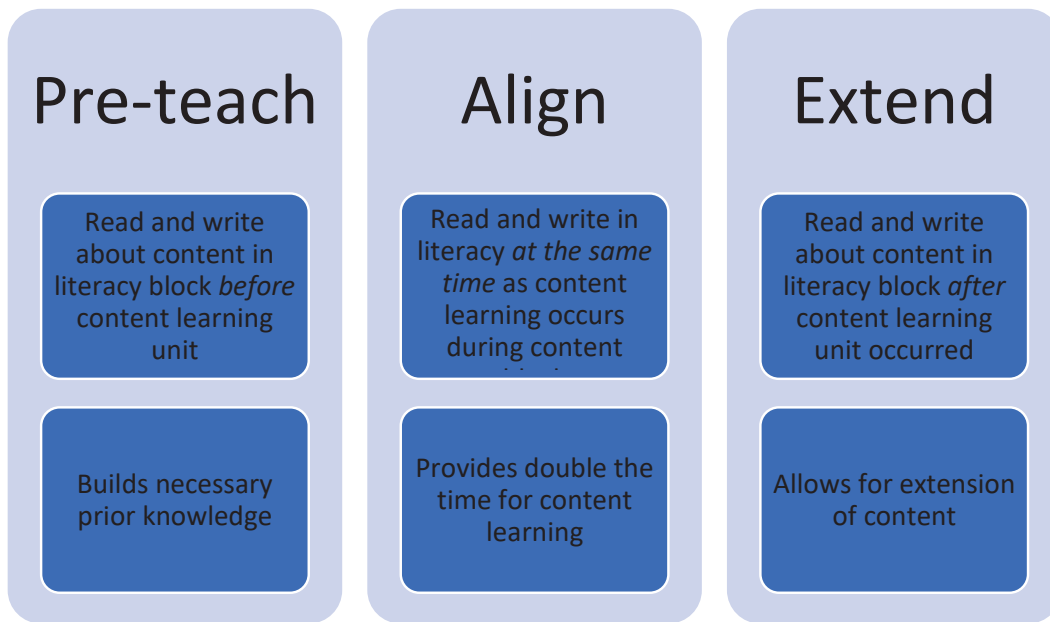 Pre-teach
Read and write
about content in
literacy block before
content learning
unit
Builds necessary
prior knowledge
Align
Read and write in
literacy at the same
time as content
learning occurs
during content
Provides double the
time for content
learning
Extend
Read and write
about content in
literacy block after
content learning
unit occurred
Allows for extension
of content